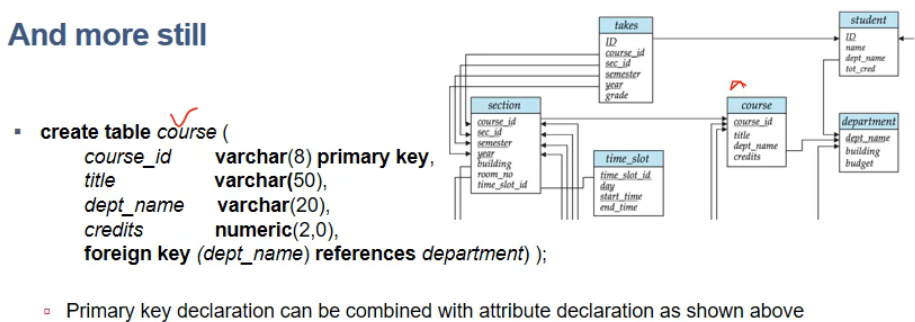 And more still
▪ create table course (
course_id varchar(8) primary key,
title varchar(50),
dept_name varchar(20),
credits numeric(2,0),
foreign key (dept_name) references department) );
▫ Primary key declaration can be combined with attribute declaration as shown above
takes
ID
course_id
sec_id
semester
year
grade
student
ID
name
dept_name
tot_cred
section
course_id
sec_id
semester
year
building
room_no
time_slot_id
course
course_id
title
dept_name
credits
department
dept_name
building
budget
time_slot
time_slot_id
day
start_time
end_time